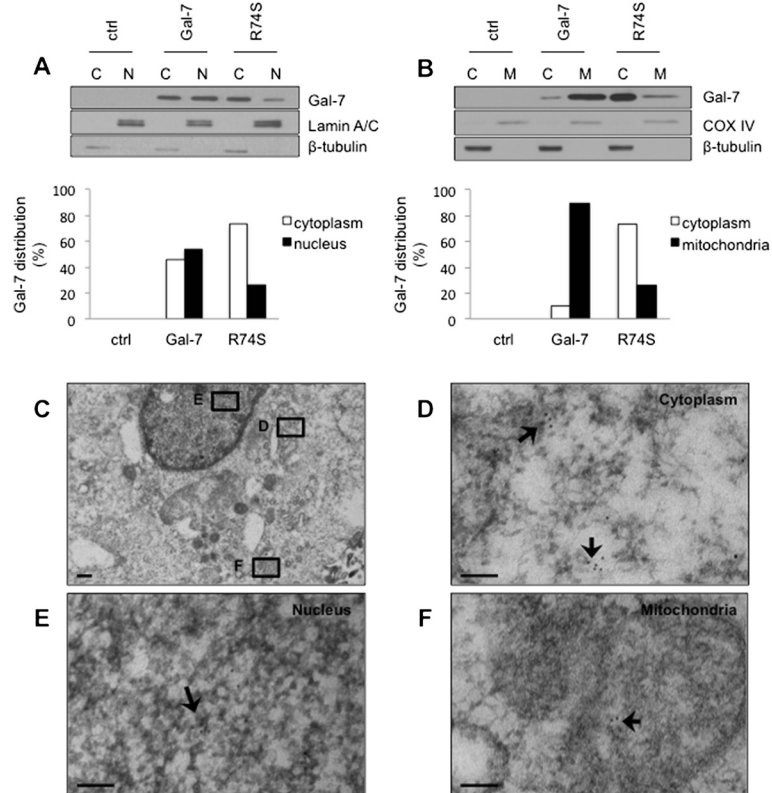 ctrl Gal-7 R74S
A C N C N C N
Gal-7
Lamin A/C
β-tubulin
Gal-7 distribution (%)
100
80
60
40
20
0
cytoplasm
nucleus
ctrl Gal-7 R74S
ctrl Gal-7 R74S
B C M C M C M
Gal-7
COX IV
β-tubulin
Gal-7 distribution (%)
100
80
60
40
20
0
cytoplasm
mitochondria
ctrl Gal-7 R74S
C
E
D
F
D
Cytoplasm
E
Nucleus
F
Mitochondria